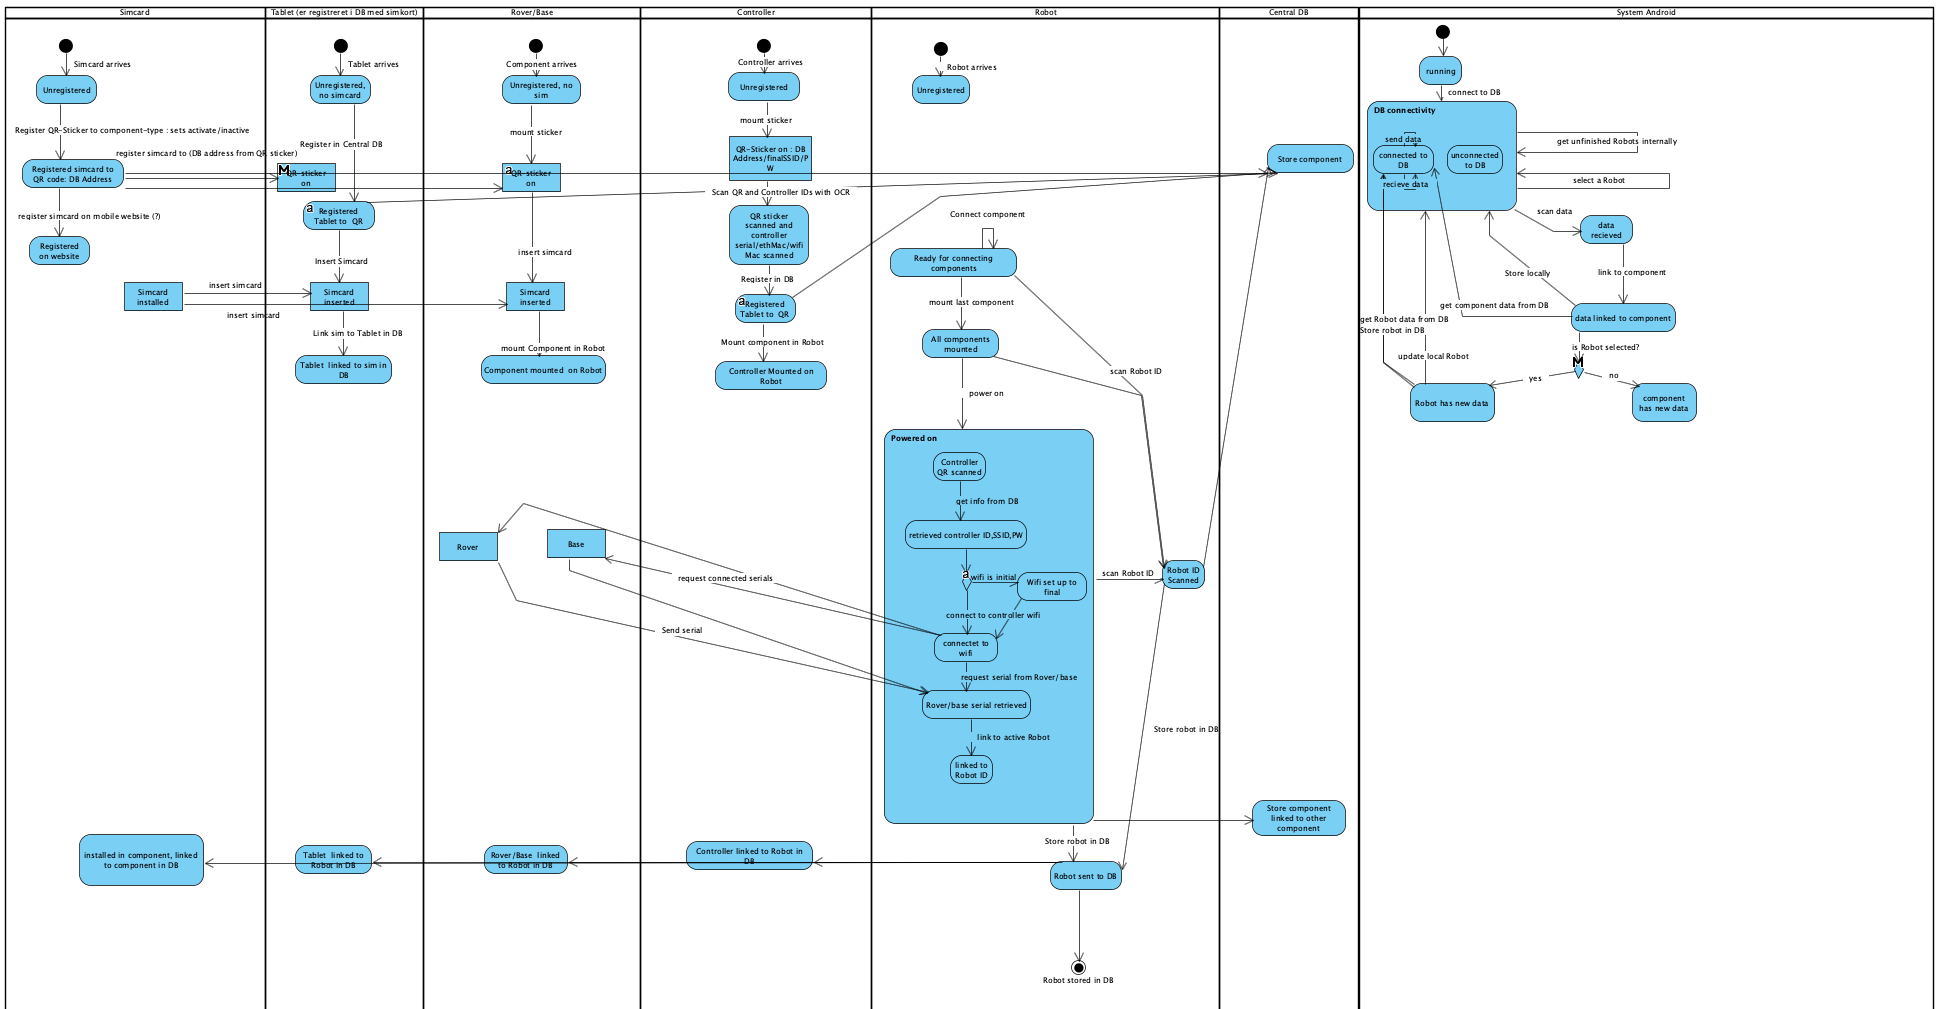 Simcard
Tablet (er registreret i DB med simkort)
Rover/Base
Controller
Robot
Central DB
System Android
Simcard arrives
Unregistered
Register QR-Sticker to component-type : sets activate/inactive
register simcard to (DB address from QR sticker)
Registered simcard to
QR code: DB Address
register simcard on mobile website (?)
Registered
on website
Simcard
installed
insert simcard
insert simcard
installed in component, linked
to component in DB
Tablet arrives
Unregistered,
no simcard
Register in Central DB
M
QR-sticker
on
a
Registered
Tablet to QR
Insert Simcard
Simcard
inserted
Link sim to Tablet in DB
Tablet linked to sim in
DB
Tablet linked to
Robot in DB
Component arrives
Unregistered, no
sim
mount sticker
a
QR-sticker
on
insert simcard
Simcard
inserted
mount Component in Robot
Component mounted on Robot
Rover
Base
request connected serials
Send serial
Rover/Base linked
to Robot in DB
Controller arrives
Unregistered
mount sticker
QR-Sticker on : DB
Address/finalSSID/P
W
Scan QR and Controller IDs with OCR
QR sticker
scanned and
controller
serial/ethMac/wifi
Mac scanned
Register in DB
a
Registered
Tablet to QR
Mount component in Robot
Controller Mounted on
Robot
Controller linked to Robot in
DB
Robot arrives
Unregistered
Connect component
Ready for connecting
components
mount last component
All components
mounted
scan Robot ID
power on
Powered on
Controller
QR scanned
get info from DB
retrieved controller ID,SSID,PW
a
wifi is initial
Wifi set up to
final
connect to controller wifi
connectet to
wifi
request serial from Rover/base
Rover/base serial retrieved
link to active Robot
linked to
Robot ID
scan Robot ID
Robot ID
Scanned
Store robot in DB
Store robot in DB
Robot sent to DB
Robot stored in DB
Store component
Store component
linked to other
component
running
connect to DB
DB connectivity
send data
connected to
DB
unconnected
to DB
recieve data
get unfinished Robots internally
select a Robot
scan data
data
recieved
link to component
Store locally
get component data from DB
data linked to component
get Robot data from DB
Store robot in DB
is Robot selected?
M
update local Robot
yes
no
Robot has new data
component
has new data